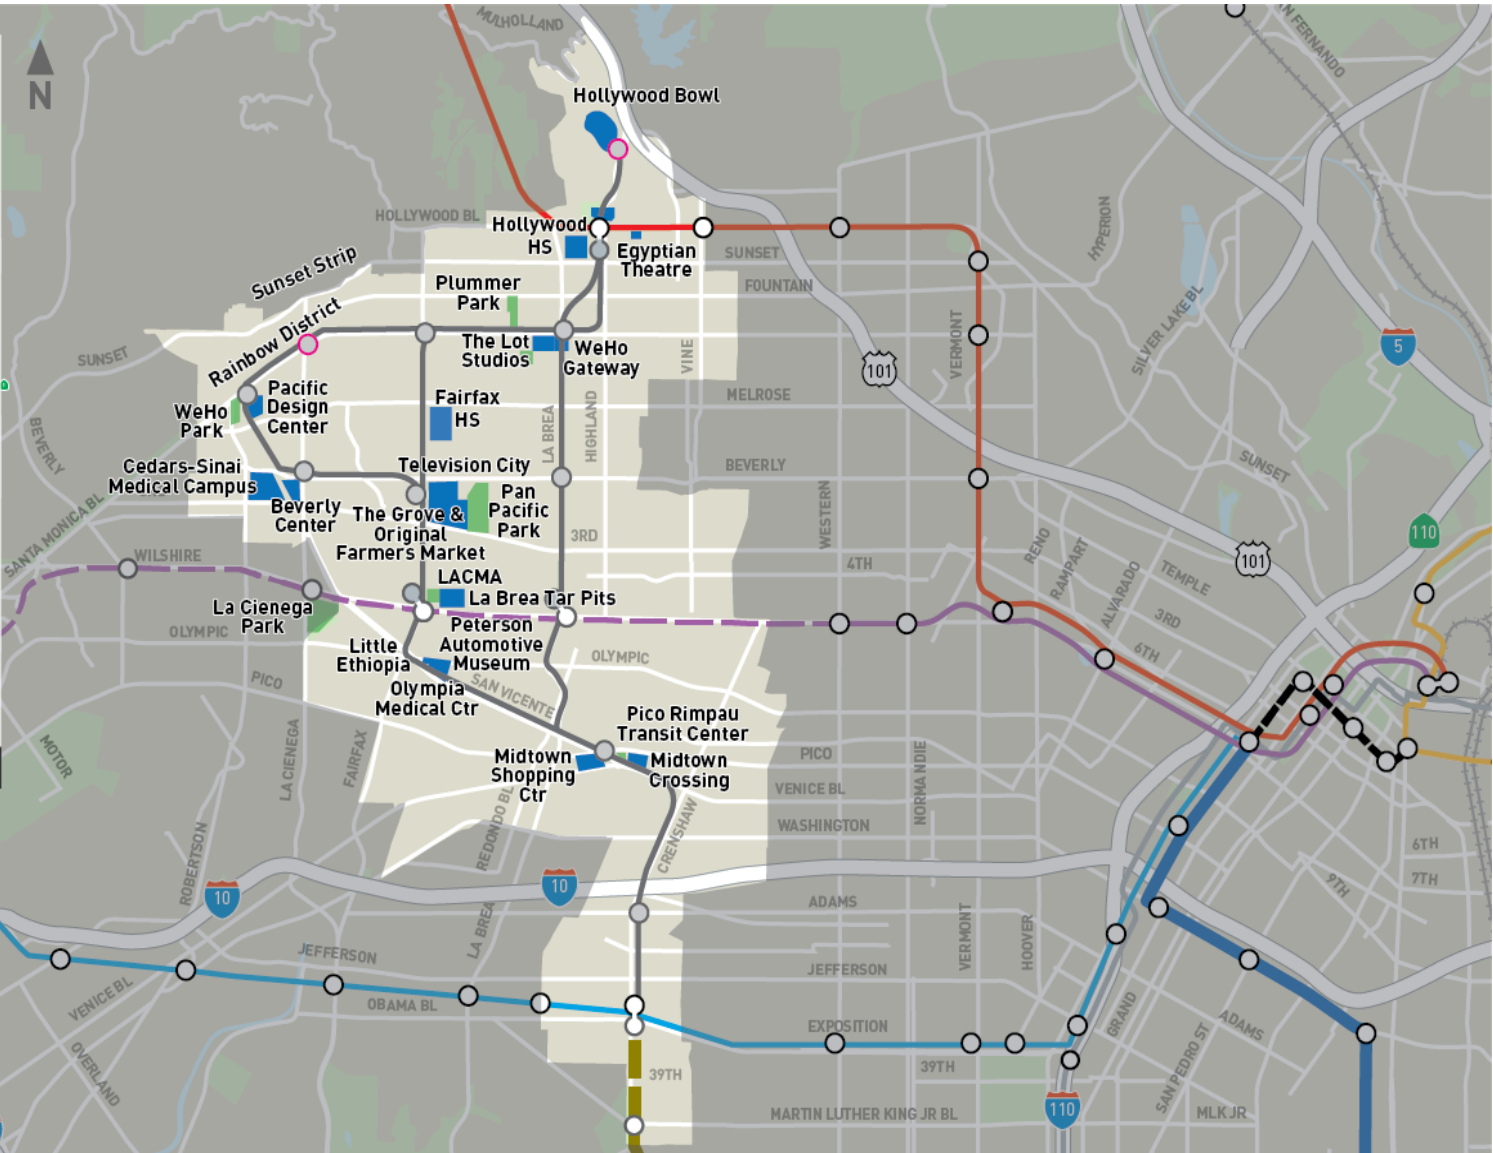 MULHOLLAND
SAN FERNANDO
N
Hollywood Bowl
HOLLYWOOD BL
Hollywood
HS
Egyptian
Theatre
SUNSET
FOUNTAIN
HYPERION
SILVER LAKE BL
Sunset Strip
Plummer
Park
Rainbow District
The Lot
Studios
WeHo
Gateway
VINE
VERMONT
101
5
SUNSET
BEVERLY
WeHo
Park
Pacific
Design
Center
Fairfax
HS
LA BREA
HIGHLAND
MELROSE
Cedars-Sinai
Medical Campus
Television City
BEVERLY
SUNSET
Beverly
Center
The Grove &
Original
Farmers Market
Pan
Pacific
Park
3RD
WESTERN
4TH
RENO
RAMPART
ALVARADO
TEMPLE
3RD
6TH
101
110
SANTA MONICA BL
WILSHIRE
LACMA
La Brea Tar Pits
La Cienega
Park
OLYMPIC
PICO
Little
Ethiopia
Peterson
Automotive
Museum
OLYMPIC
Olympia
Medical Ctr
SAN VICENTE
Pico Rimpau
Transit Center
MOTOR
LA CIENEGA
FAIRFAX
Midtown
Shopping
Ctr
Midtown
Crossing
PICO
VENICE BL
WASHINGTON
NORMANDIE
REDONDO BL
CRENSHAW
ROBERTSON
6TH
7TH
9TH
10
10
LA BREA
ADAMS
VERMONT
HOOVER
JEFFERSON
JEFFERSON
VENICE BL
OBAMA BL
EXPOSITION
GRAND
ADAMS
SAN PEDRO ST
OVERLAND
39TH
39TH
MARTIN LUTHER KING JR BL
110
MLK JR